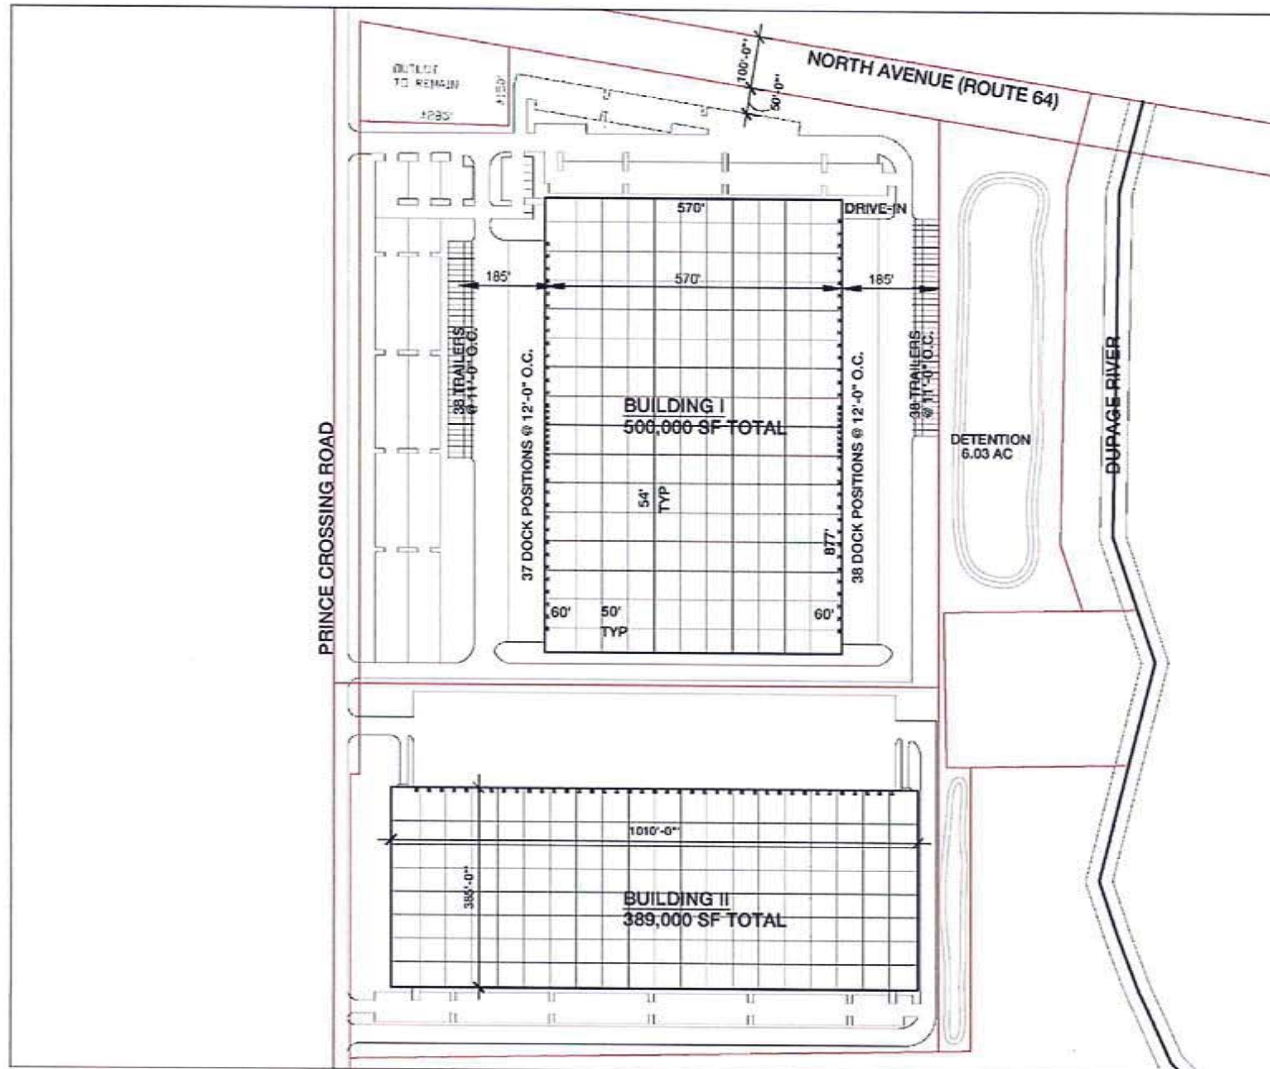 NORTH AVENUE (ROUTE 64)
100'-0"
50'-0"
OUTLOT
TO REMAIN
±150'
±285'
570'
DRIVE-IN
185'
570'
185'
38 TRAILERS
@ 11'-0" O.C.
37 DOCK POSITIONS @ 12'-0" O.C.
BUILDING I
500,000 SF TOTAL
54'
TYP
877'
38 DOCK POSITIONS @ 12'-0" O.C.
38 TRAILERS
@ 11'-0" O.C.
DETENTION
6.03 AC
DUPAGE RIVER
PRINCE CROSSING ROAD
60'
50'
TYP
60'
1010'-0"
385'-0"
BUILDING II
389,000 SF TOTAL